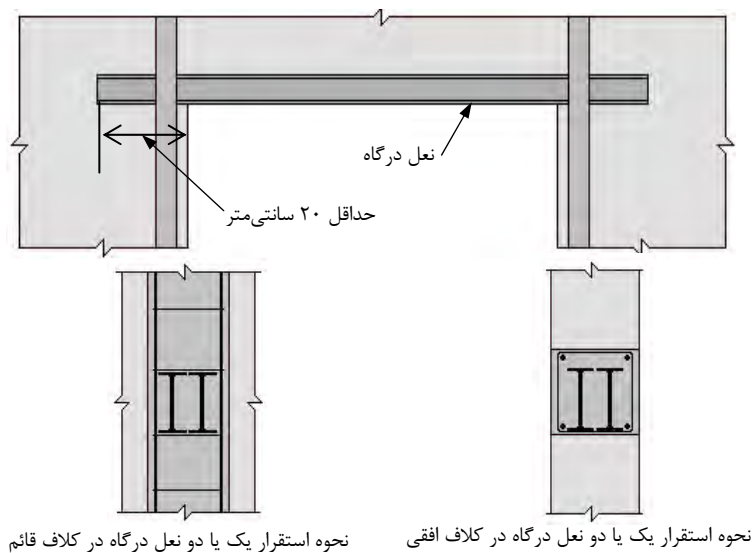 نعل درگاه
حداقل ۲۰ سانتی‌متر
نحوه استقرار یک یا دو نعل درگاه در کلاف افقی
نحوه استقرار یک یا دو نعل درگاه در کلاف قائم